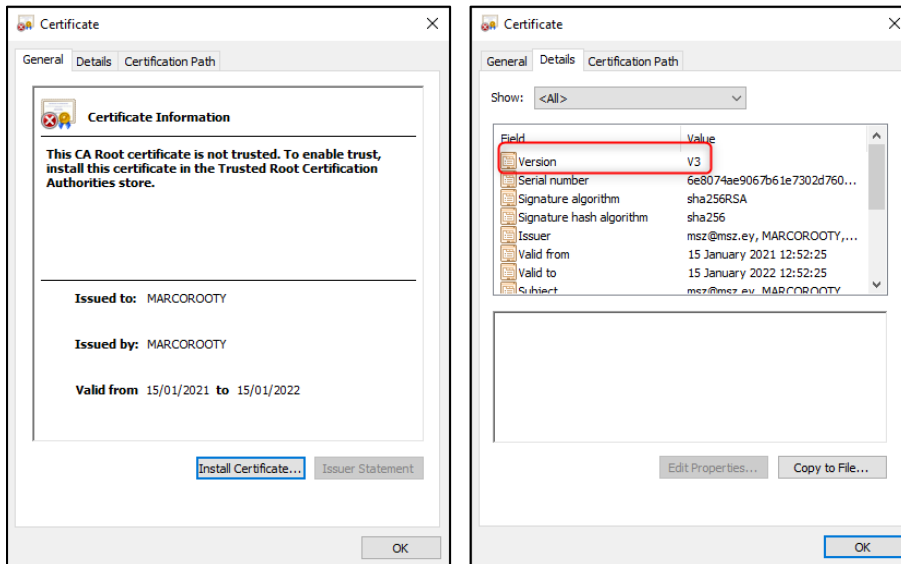 Certificate
General Details Certification Path
Certificate Information
This CA Root certificate is not trusted. To enable trust,
install this certificate in the Trusted Root Certification
Authorities store.
Issued to: MARCOROOTY
Issued by: MARCOROOTY
Valid from 15/01/2021 to 15/01/2022
Install Certificate...
Issuer Statement
OK
Certificate
General Details Certification Path
Show: <All>
Field Value
Version V3
Serial number 6e8074ae9067b61e7302d760...
Signature algorithm sha256RSA
Signature hash algorithm sha256
Issuer msz@msz.ey, MARCOROOTY,...
Valid from 15 January 2021 12:52:25
Valid to 15 January 2022 12:52:25
Subject msz@msz.ey, MARCOROOTY
Edit Properties...
Copy to File...
OK